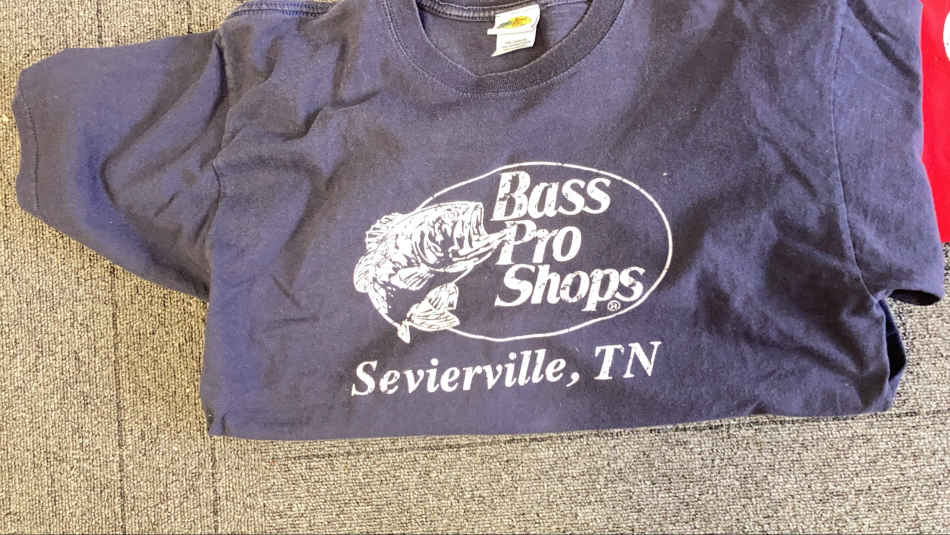 Bass
Pro
Shops®
Sevierville, TN